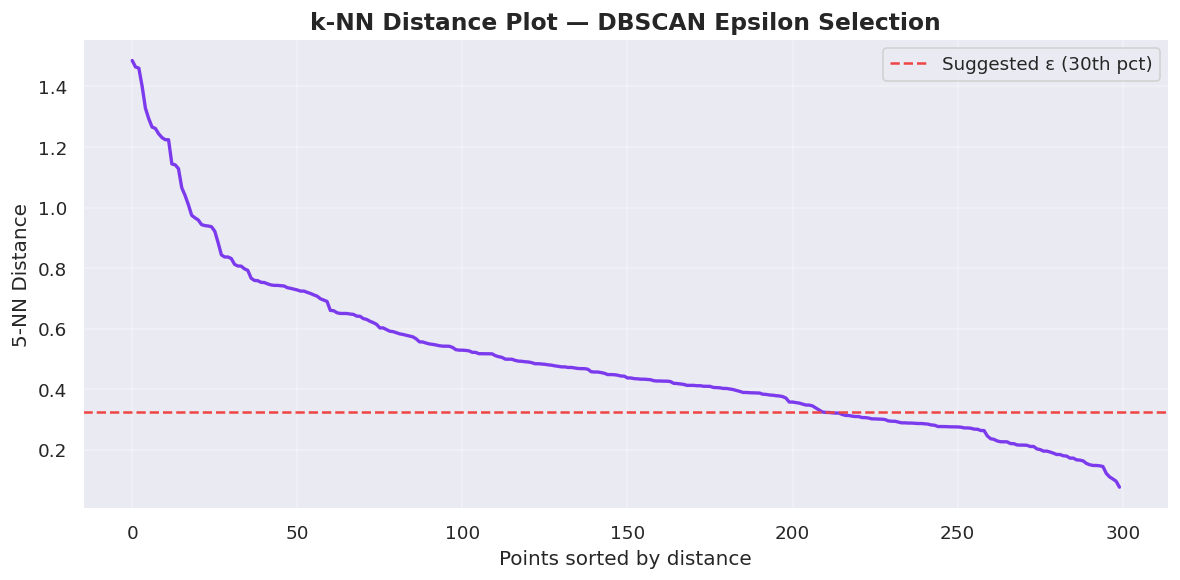 k-NN Distance Plot — DBSCAN Epsilon Selection
Suggested ε (30th pct)
5-NN Distance
1.4
1.2
1.0
0.8
0.6
0.4
0.2
0 50 100 150 200 250 300
Points sorted by distance